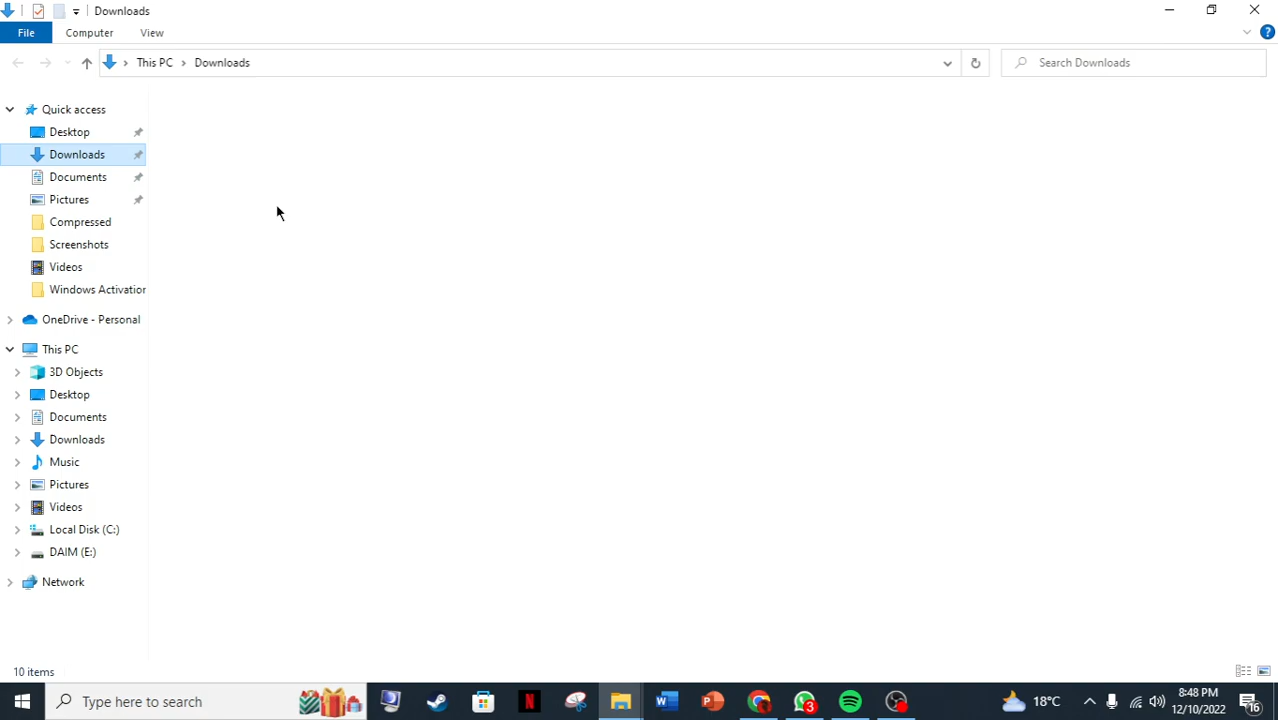 Downloads
File Computer View
This PC Downloads Search Downloads
Quick access
Desktop
Downloads
Documents
Pictures
Compressed
Screenshots
Videos
Windows Activation
OneDrive - Personal
This PC
3D Objects
Desktop
Documents
Downloads
Music
Pictures
Videos
Local Disk (C:)
DAIM (E:)
Network
10 items
Type here to search 3 18°C 8:48 PM
12/10/2022 16